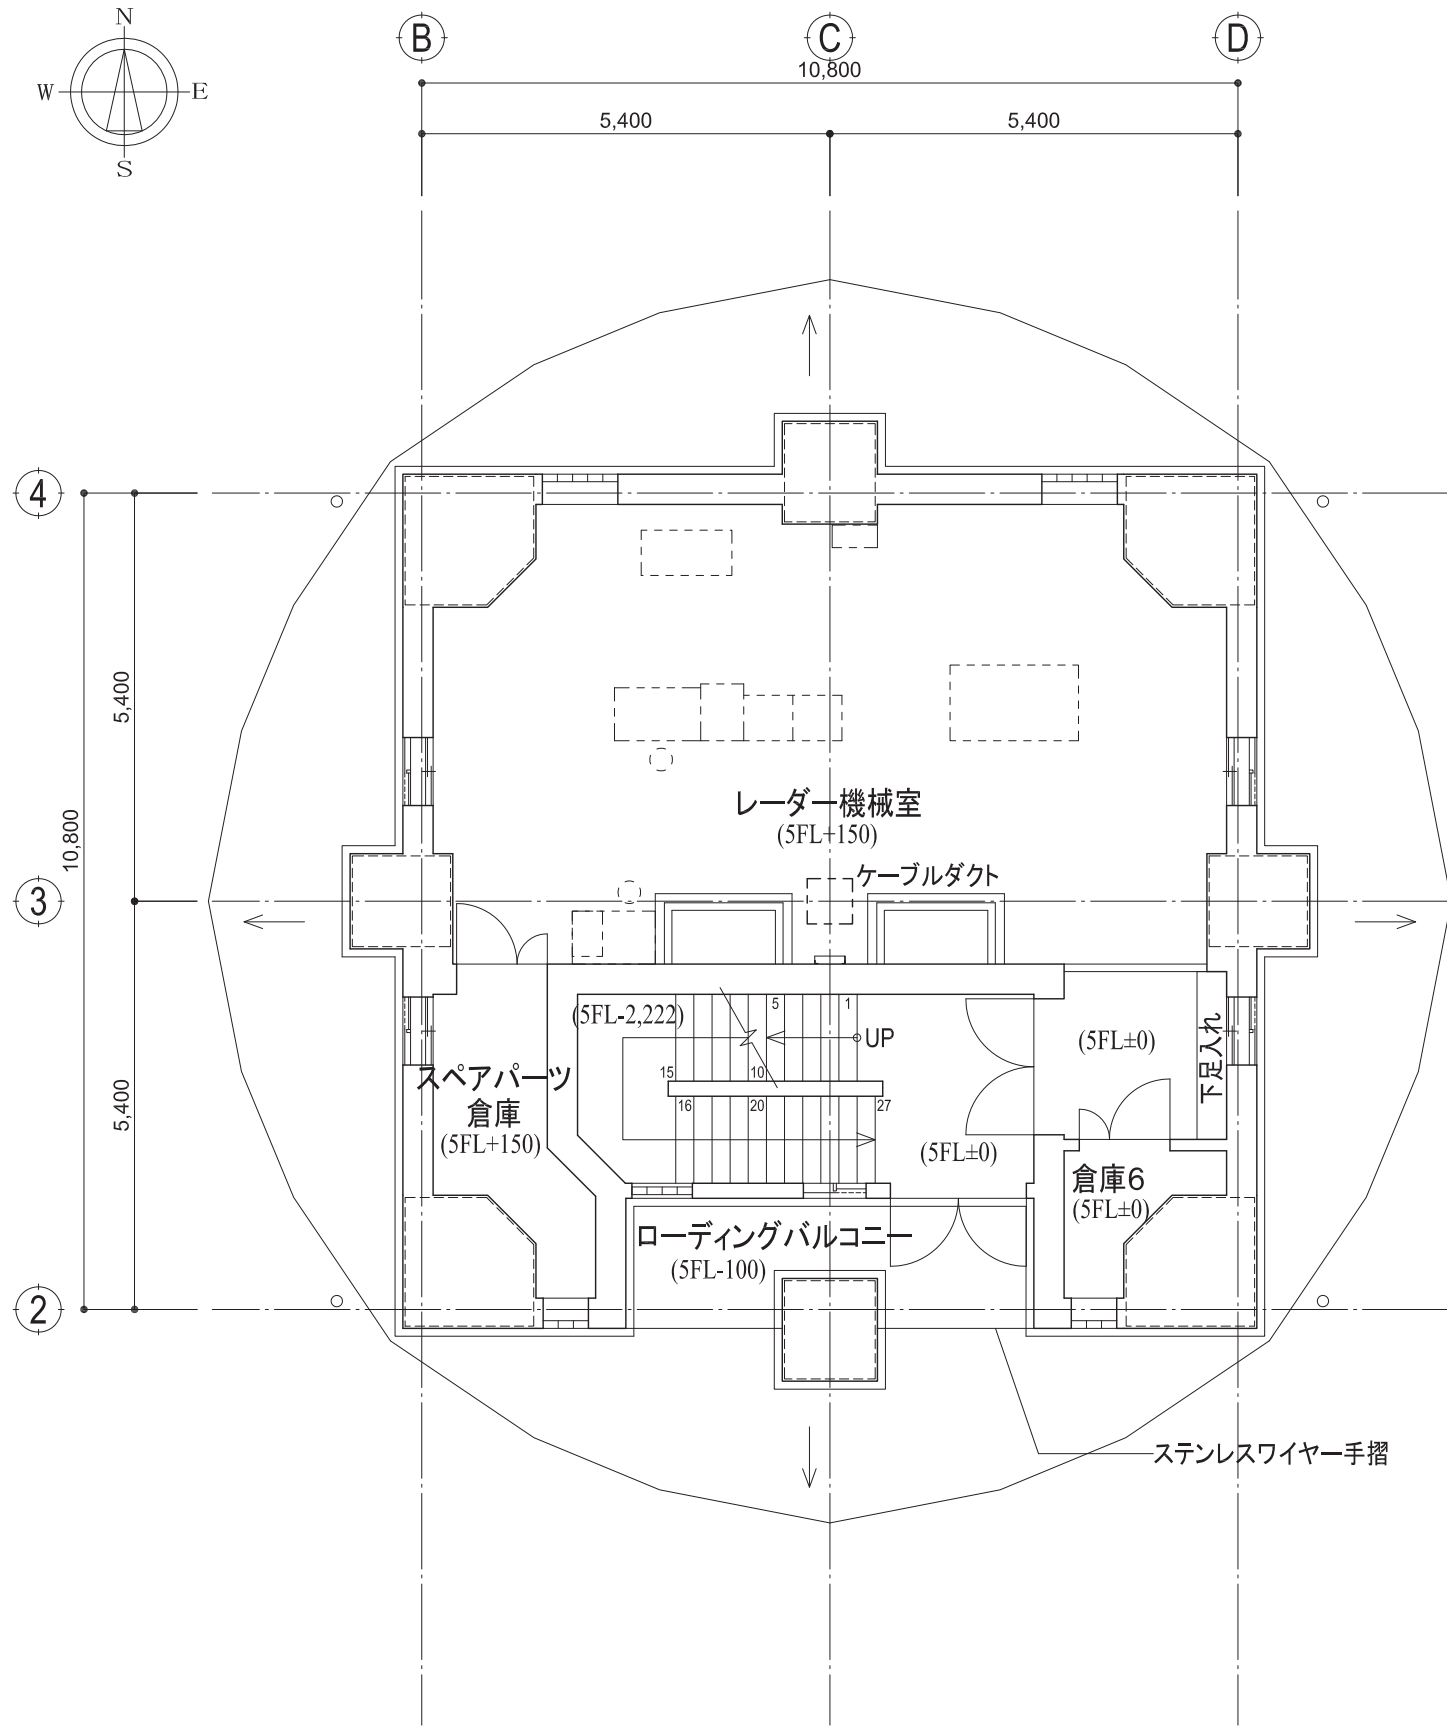 N
W
E
S
B
C
D
10,800
5,400
5,400
4
3
2
5,400
10,800
5,400
レーダー機械室
(5FL+150)
ケーブルダクト
(5FL-2,222)
5
1
UP
15
10
16
20
27
(5FL±0)
下足入れ
スペアパーツ
倉庫
(5FL+150)
(5FL±0)
倉庫6
(5FL±0)
ローディングバルコニー
(5FL-100)
ステンレスワイヤー手摺